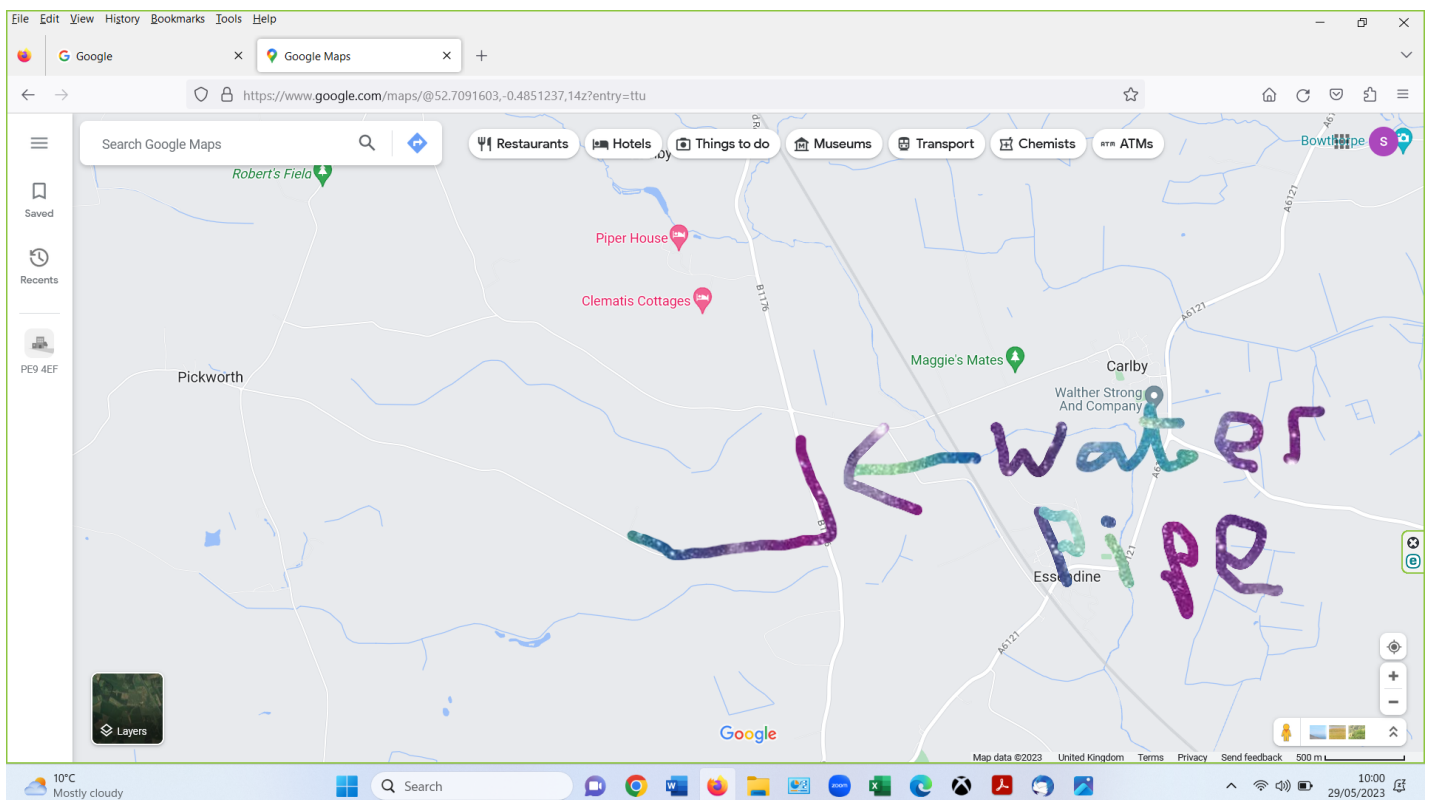 File Edit View History Bookmarks Tools Help
Google
Google Maps
https://www.google.com/maps/@52.7091603,-0.4851237,14z?entry=ttu
Search Google Maps
Restaurants
Hotels
Things to do
Museums
Transport
Chemists
ATM ATMs
S
Saved
Recents
PE9 4EF
Robert's Field
Piper House
Clematis Cottages
B1176
A6121
A6121
Maggie's Mates
Carlby
Walther Strong
And Company
Pickworth
water
Pipe
Essendine
A6121
Layers
Google
Map data ©2023 United Kingdom Terms Privacy Send feedback 500 m
10°C
Mostly cloudy
Search
zoom
10:00
29/05/2023